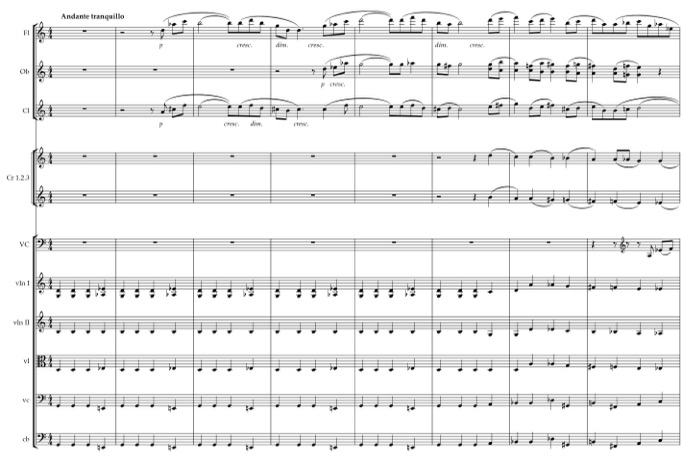 Andante tranquillo
Fl
p cresc. dim. cresc. dim.
Ob
p cresc.
Cl
p cresc. dim. cresc. cresc.
Cr 1.2.3
VC
vln I
vln II
vl
vc
cb